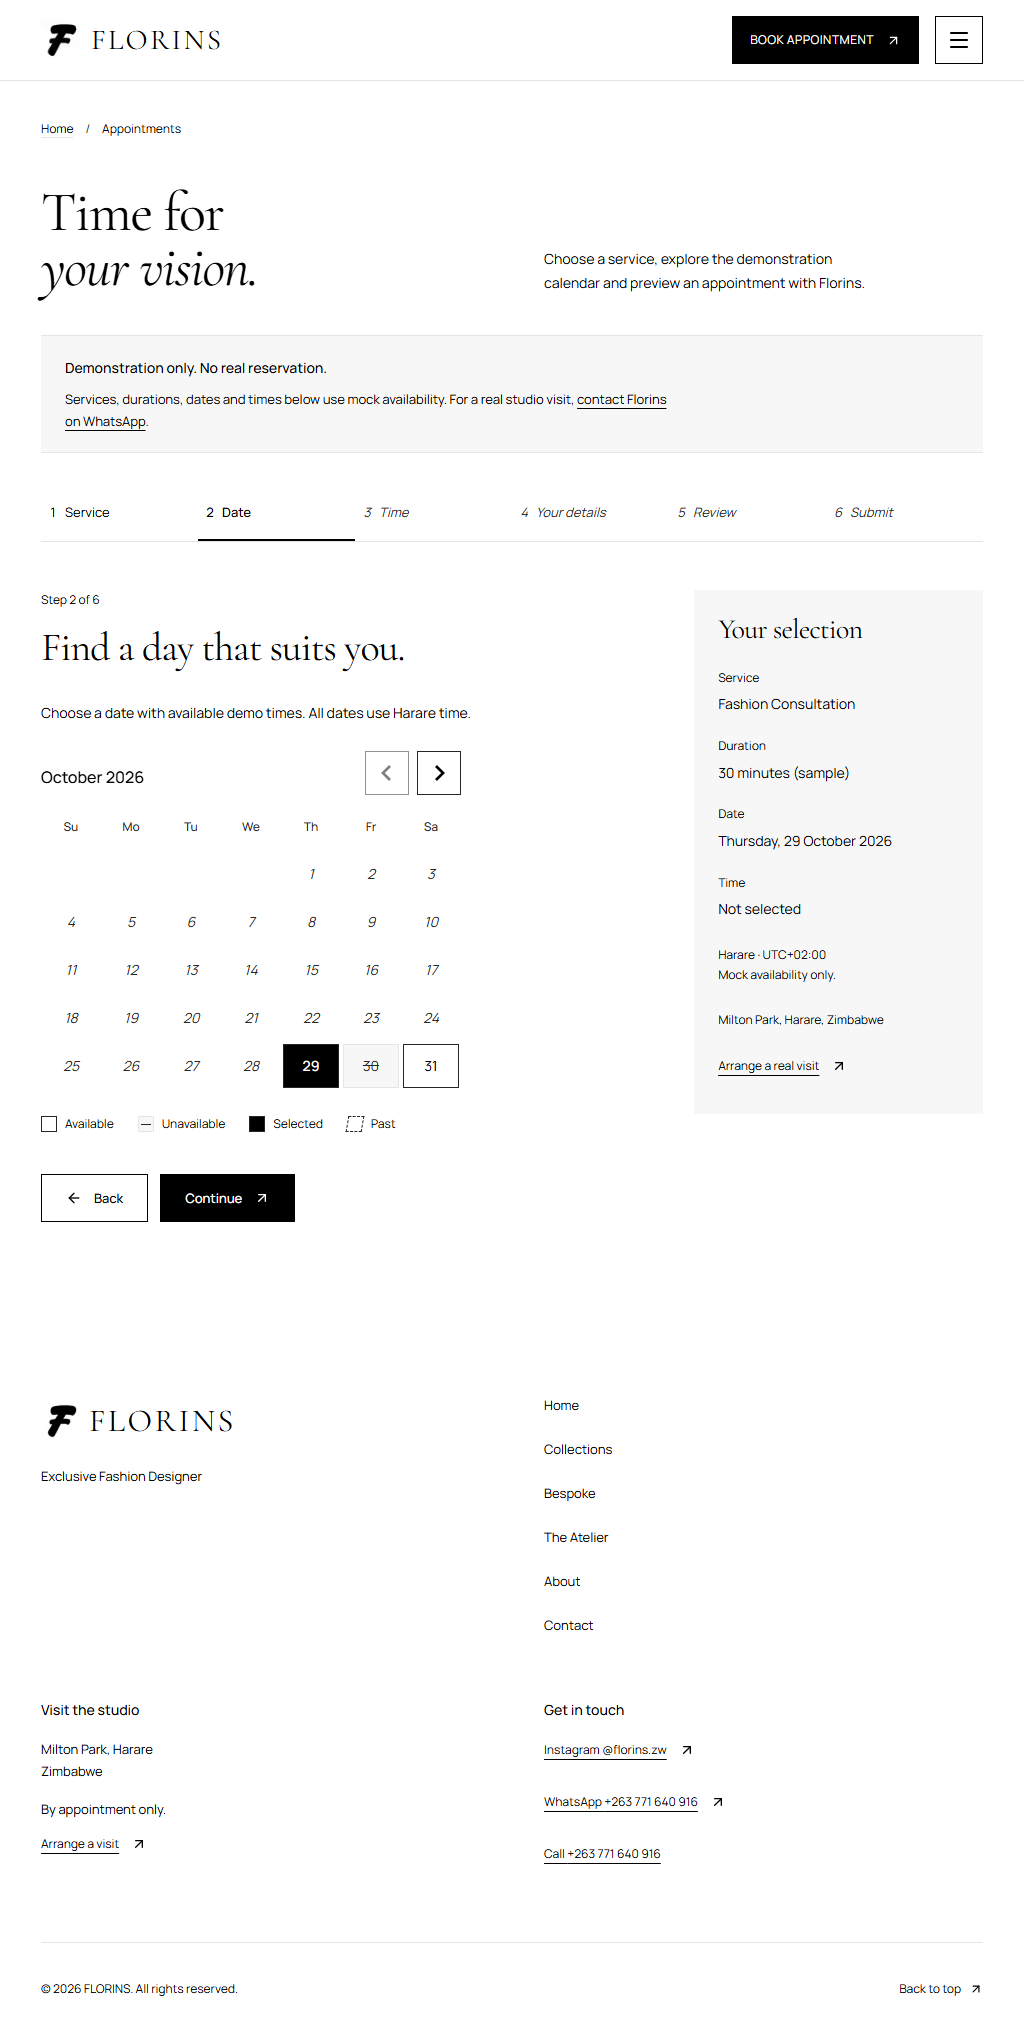 FLORINS
BOOK APPOINTMENT
Home / Appointments
Time for
your vision.
Choose a service, explore the demonstration
calendar and preview an appointment with Florins.
Demonstration only. No real reservation.
Services, durations, dates and times below use mock availability. For a real studio visit, contact Florins
on WhatsApp.
1 Service 2 Date 3 Time 4 Your details 5 Review 6 Submit
Step 2 of 6
Find a day that suits you.
Choose a date with available demo times. All dates use Harare time.
October 2026
Su Mo Tu We Th Fr Sa
1 2 3
4 5 6 7 8 9 10
11 12 13 14 15 16 17
18 19 20 21 22 23 24
25 26 27 28 29 30 31
Available Unavailable Selected Past
Back Continue
Your selection
Service
Fashion Consultation
Duration
30 minutes (sample)
Date
Thursday, 29 October 2026
Time
Not selected
Harare · UTC+02:00
Mock availability only.
Milton Park, Harare, Zimbabwe
Arrange a real visit
FLORINS
Exclusive Fashion Designer
Home
Collections
Bespoke
The Atelier
About
Contact
Visit the studio
Milton Park, Harare
Zimbabwe
By appointment only.
Arrange a visit
Get in touch
Instagram @florins.zw
WhatsApp +263 771 640 916
Call +263 771 640 916
© 2026 FLORINS. All rights reserved.
Back to top